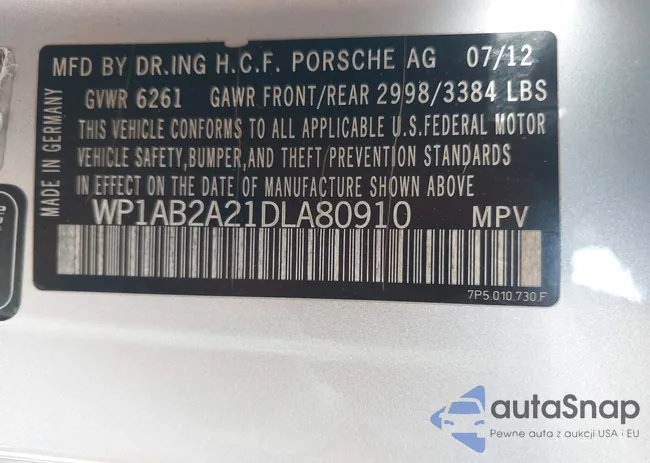 MFD BY DR.ING H.C.F. PORSCHE AG 07/12
GVWR 6261 GAWR FRONT/REAR 2998/3384 LBS
THIS VEHICLE CONFORMS TO ALL APPLICABLE U.S.FEDERAL MOTOR
VEHICLE SAFETY,BUMPER,AND THEFT PREVENTION STANDARDS
IN EFFECT ON THE DATE OF MANUFACTURE SHOWN ABOVE
WP1AB2A21DLA80910 MPV
MADE IN GERMANY
7P5.010.730.F
autaSnap
Pewne auta z aukcji USA i EU